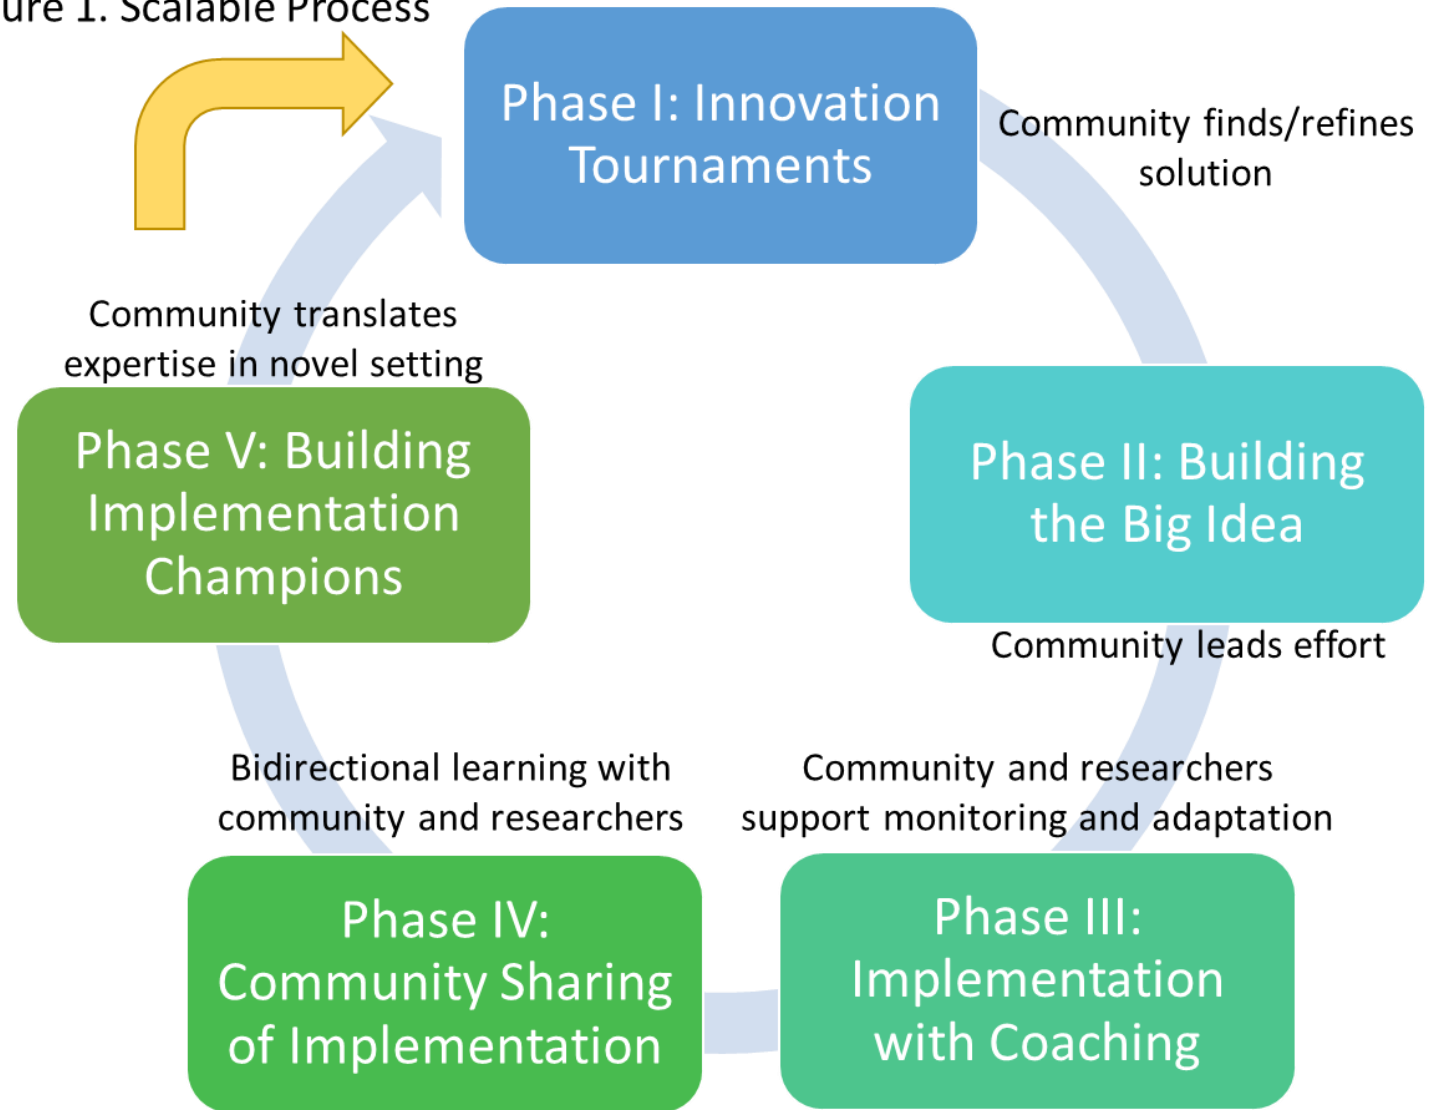 ure 1. Scalable Process
Phase I: Innovation
Tournaments
Community finds/refines
solution
Phase II: Building
the Big Idea
Community leads effort
Community and researchers
support monitoring and adaptation
Phase III:
Implementation
with Coaching
Phase IV:
Community Sharing
of Implementation
Bidirectional learning with
community and researchers
Phase V: Building
Implementation
Champions
Community translates
expertise in novel setting